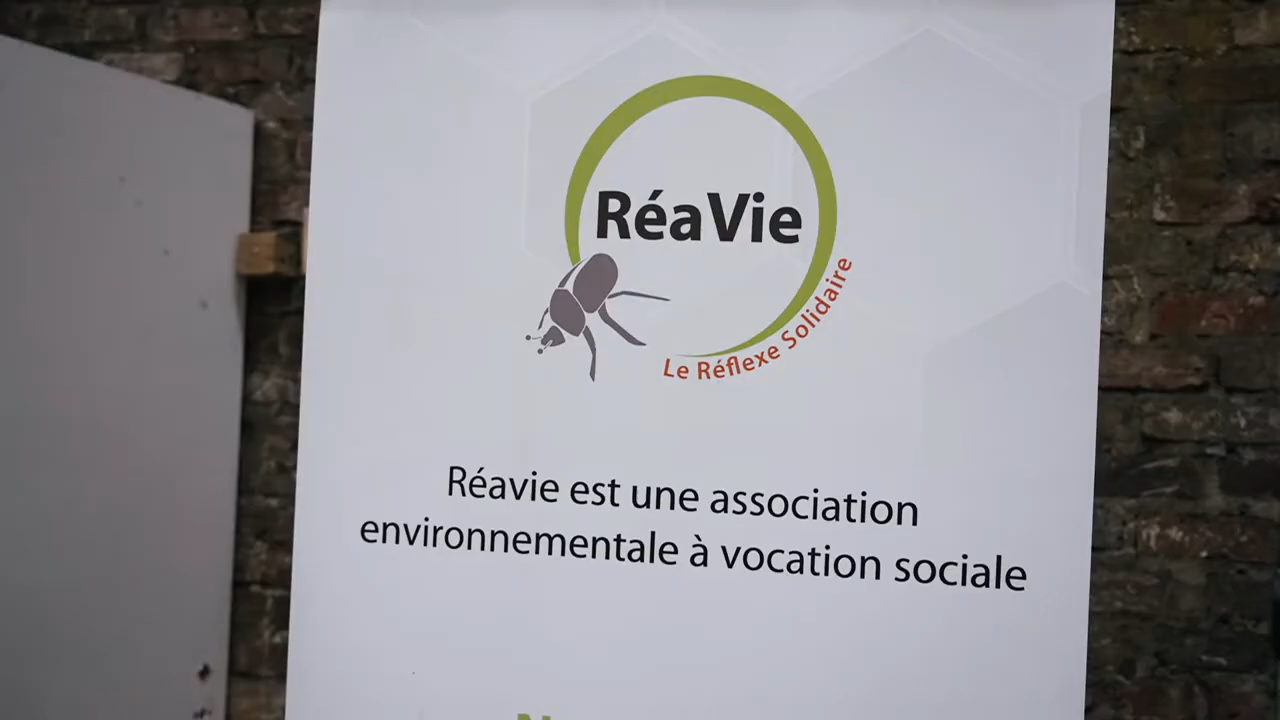 RéaVie
Le Réflexe Solidaire
Réavie est une association
environnementale à vocation sociale